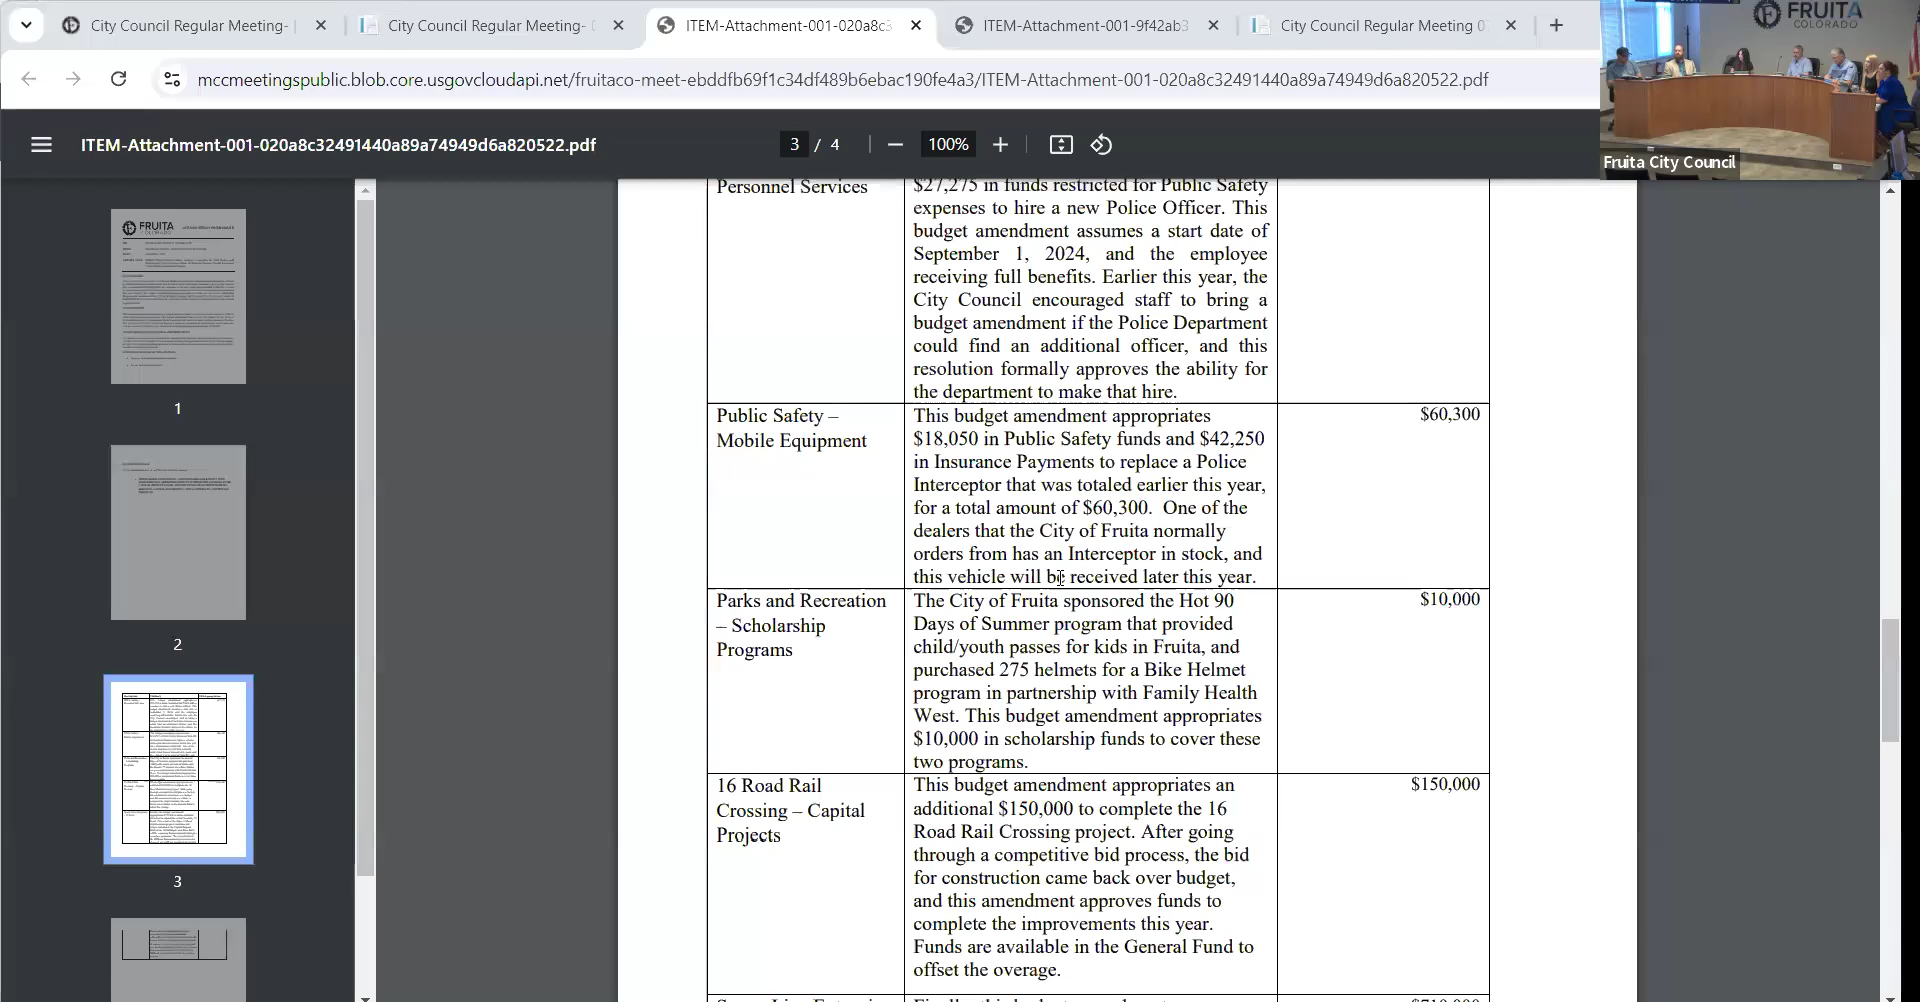 City Council Regular Meeting-
City Council Regular Meeting-
ITEM-Attachment-001-020a8c3
ITEM-Attachment-001-9f42ab3
City Council Regular Meeting 0
mccmeetingspublic.blob.core.usgovcloudapi.net/fruitaco-meet-ebddfb69f1c34df489b6ebac190fe4a3/ITEM-Attachment-001-020a8c32491440a89a74949d6a820522.pdf
FRUITA
COLORADO
Fruita City Council
ITEM-Attachment-001-020a8c32491440a89a74949d6a820522.pdf
3 / 4
100%
FRUITA
1
2
3
Personnel Services
$27,275 in funds restricted for Public Safety
expenses to hire a new Police Officer. This
budget amendment assumes a start date of
September 1, 2024, and the employee
receiving full benefits. Earlier this year, the
City Council encouraged staff to bring a
budget amendment if the Police Department
could find an additional officer, and this
resolution formally approves the ability for
the department to make that hire.
Public Safety –
Mobile Equipment
This budget amendment appropriates
$18,050 in Public Safety funds and $42,250
in Insurance Payments to replace a Police
Interceptor that was totaled earlier this year,
for a total amount of $60,300. One of the
dealers that the City of Fruita normally
orders from has an Interceptor in stock, and
this vehicle will be received later this year.
$60,300
Parks and Recreation
– Scholarship
Programs
The City of Fruita sponsored the Hot 90
Days of Summer program that provided
child/youth passes for kids in Fruita, and
purchased 275 helmets for a Bike Helmet
program in partnership with Family Health
West. This budget amendment appropriates
$10,000 in scholarship funds to cover these
two programs.
$10,000
16 Road Rail
Crossing – Capital
Projects
This budget amendment appropriates an
additional $150,000 to complete the 16
Road Rail Crossing project. After going
through a competitive bid process, the bid
for construction came back over budget,
and this amendment approves funds to
complete the improvements this year.
Funds are available in the General Fund to
offset the overage.
$150,000